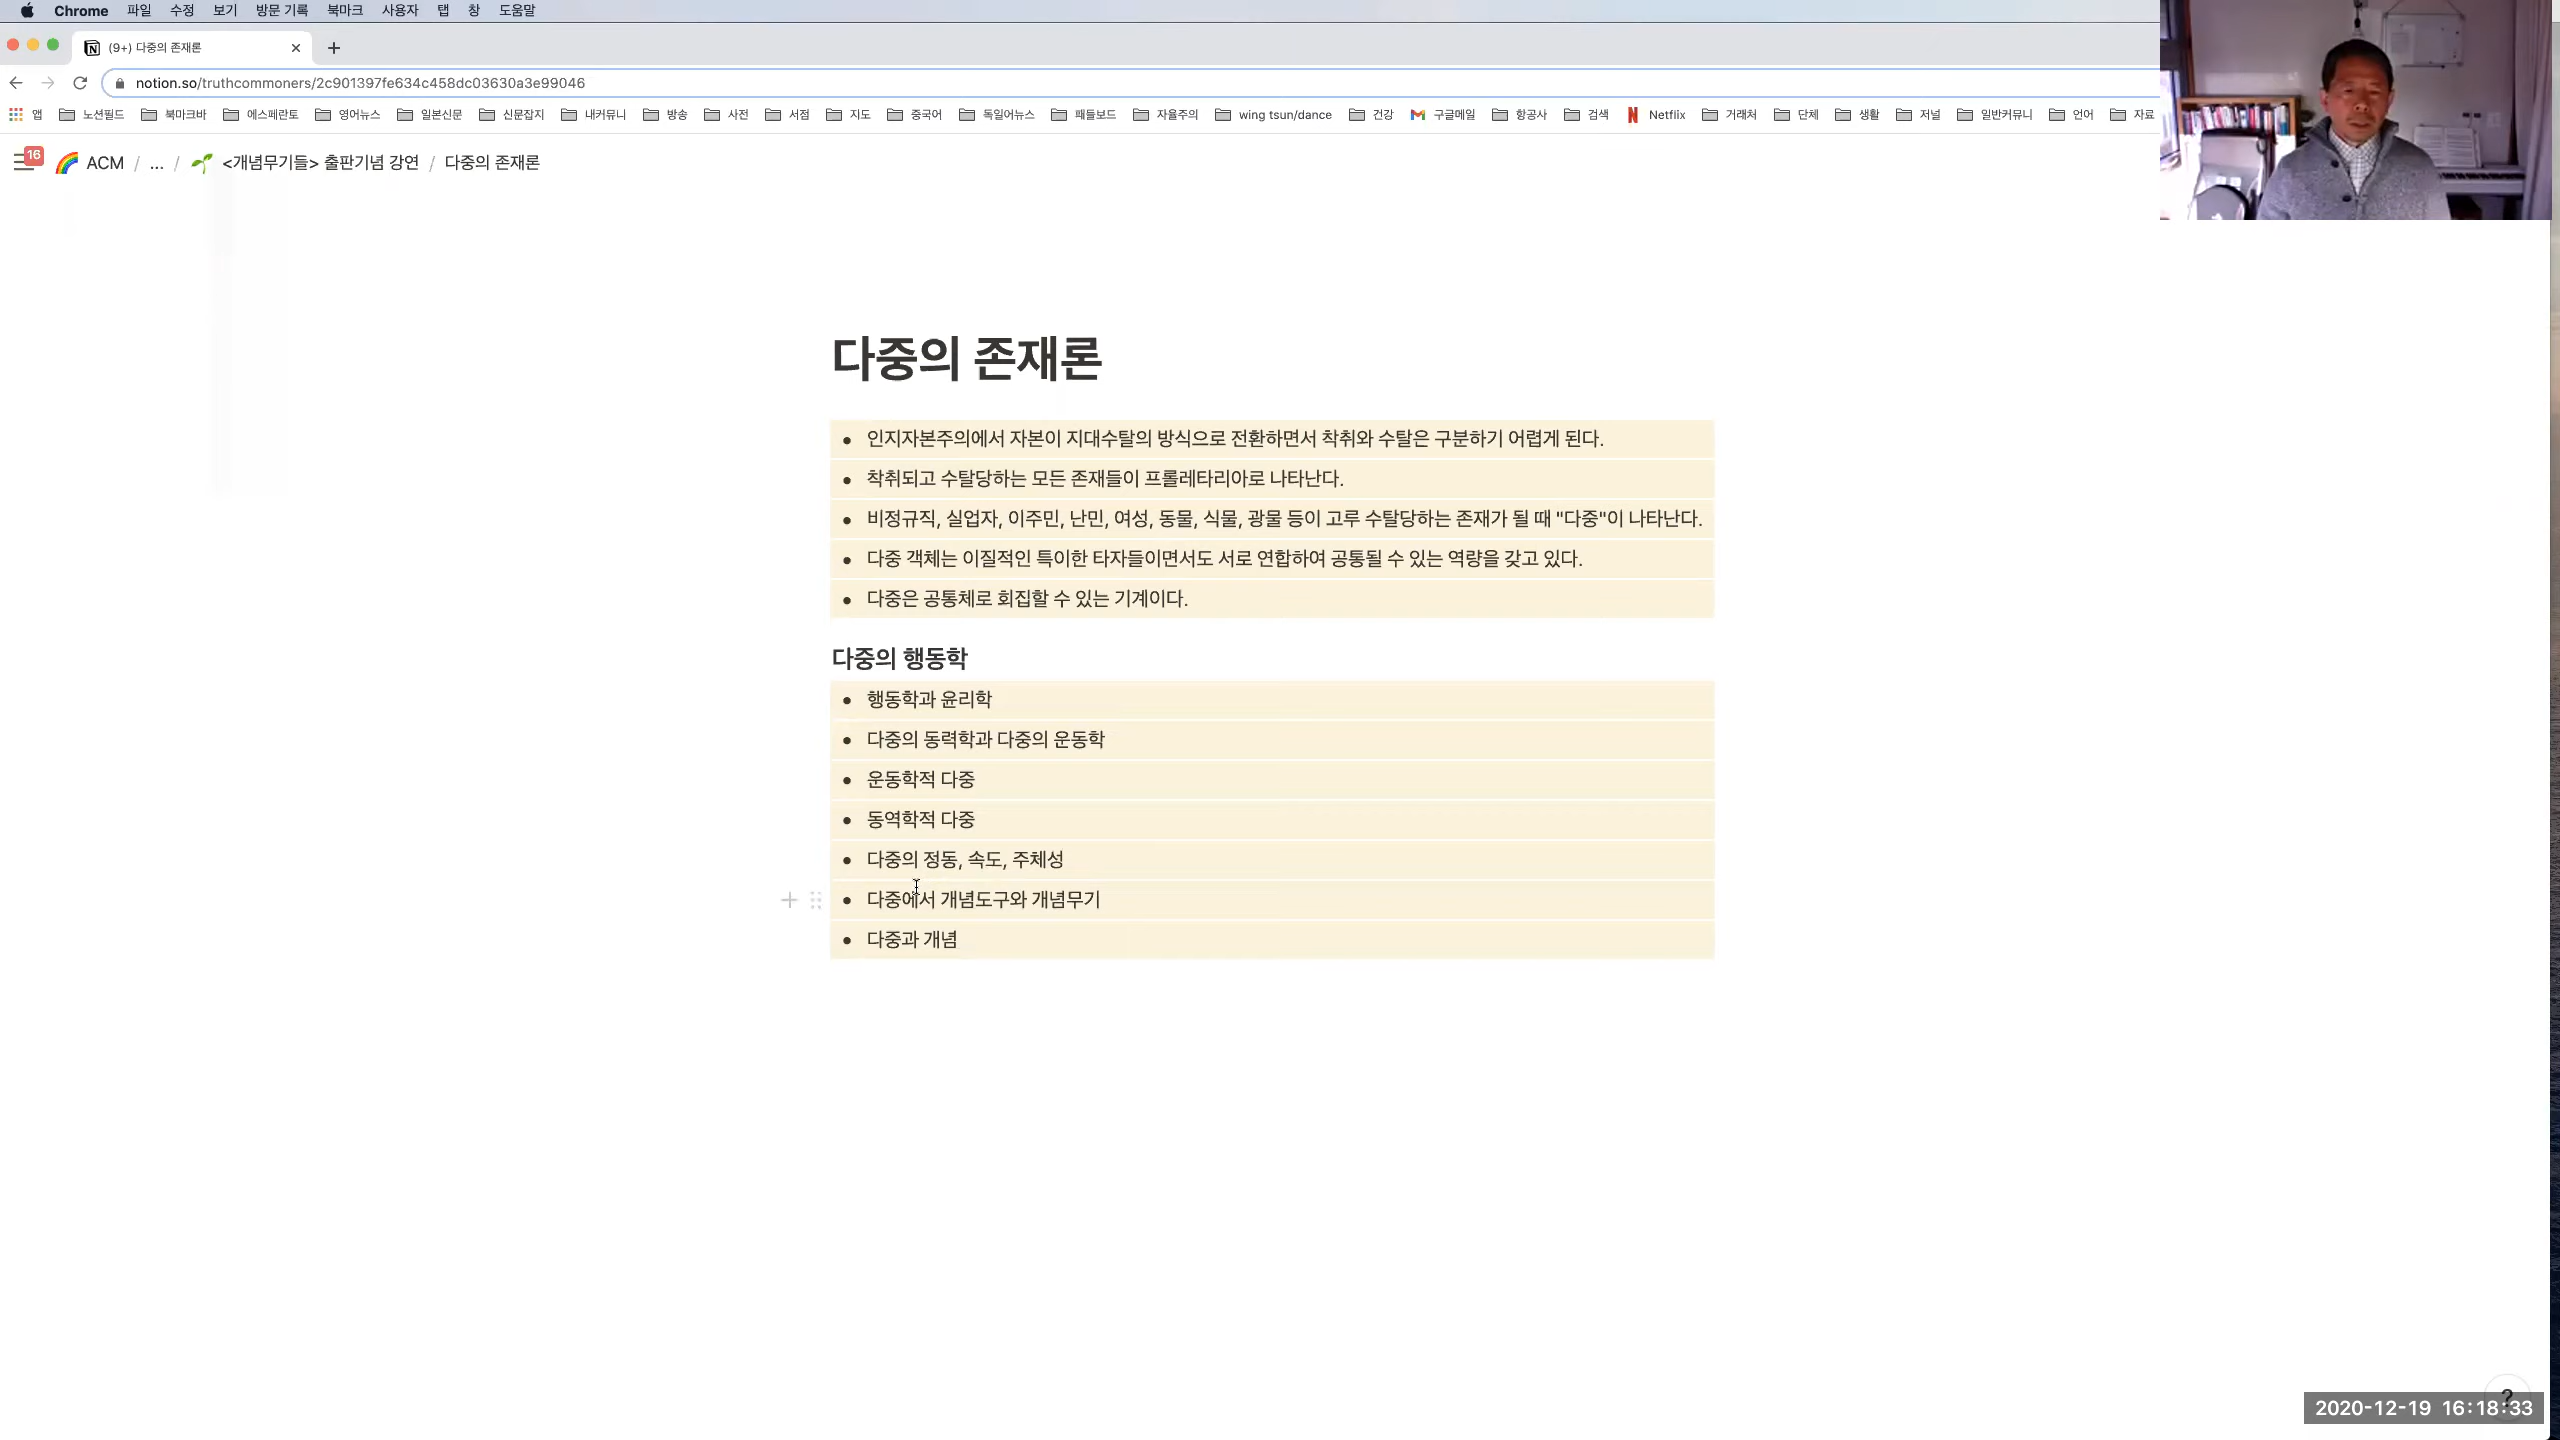 Chrome 파일 수정 보기 방문 기록 북마크 사용자 탭 창 도움말
(9+) 다중의 존재론
notion.so/truthcommoners/2c901397fe634c458dc03630a3e99046
앱 노션필드 북마크바 에스페란토 영어뉴스 일본신문 신문잡지 내커뮤니 방송 사전 서점 지도 중국어 독일어뉴스 패들보드 자율주의 wing tsun/dance 건강 구글메일 항공사 검색 Netflix 거래처 단체 생활 저널 일반커뮤니 언어 자료
16 ACM / ... / <개념무기들> 출판기념 강연 / 다중의 존재론
다중의 존재론
• 인지자본주의에서 자본이 지대수탈의 방식으로 전환하면서 착취와 수탈은 구분하기 어렵게 된다.
• 착취되고 수탈당하는 모든 존재들이 프롤레타리아로 나타난다.
• 비정규직, 실업자, 이주민, 난민, 여성, 동물, 식물, 광물 등이 고루 수탈당하는 존재가 될 때 "다중"이 나타난다.
• 다중 객체는 이질적인 특이한 타자들이면서도 서로 연합하여 공통될 수 있는 역량을 갖고 있다.
• 다중은 공통체로 회집할 수 있는 기계이다.
다중의 행동학
• 행동학과 윤리학
• 다중의 동력학과 다중의 운동학
• 운동학적 다중
• 동역학적 다중
• 다중의 정동, 속도, 주체성
• 다중에서 개념도구와 개념무기
• 다중과 개념
?
2020-12-19 16:18:33